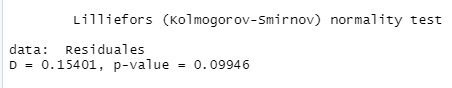 Lilliefors (Kolmogorov-Smirnov) normality test
data:  Residuales
D = 0.15401, p-value = 0.09946